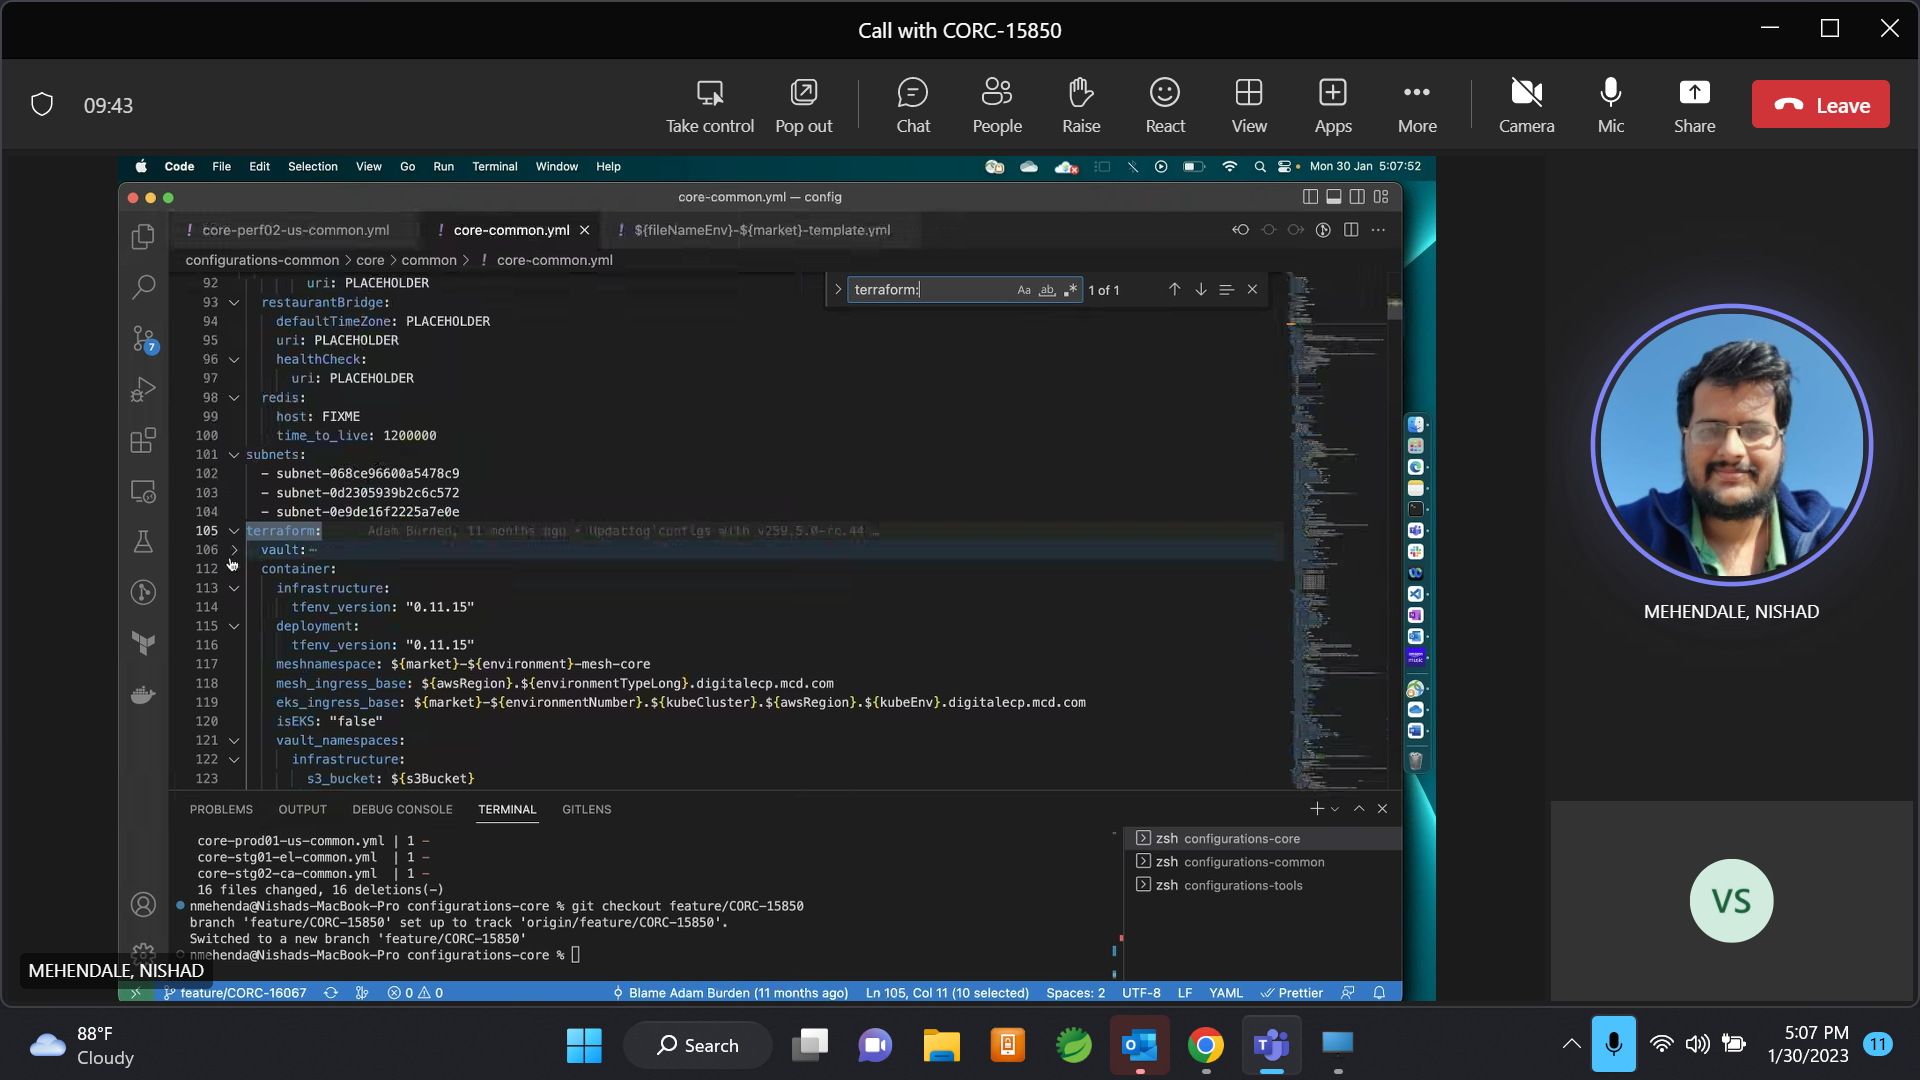 Call with CORC-15850
09:43
Take control
Pop out
Chat
People
Raise
React
View
Apps
More
Camera
Mic
Share
Leave
Code File Edit Selection View Go Run Terminal Window Help
Mon 30 Jan 5:07:52
core-common.yml — config
! core-perf02-us-common.yml
! core-common.yml
! ${fileNameEnv}-${market}-template.yml
configurations-common > core > common > ! core-common.yml
terraform:
Aa ab .* 1 of 1
92 uri: PLACEHOLDER
93 restaurantBridge:
94 defaultTimeZone: PLACEHOLDER
95 uri: PLACEHOLDER
96 healthCheck:
97 uri: PLACEHOLDER
98 redis:
99 host: FIXME
100 time_to_live: 1200000
101 subnets:
102 - subnet-068ce96600a5478c9
103 - subnet-0d2305939b2c6c572
104 - subnet-0e9de16f2225a7e0e
105 terraform: Adam Burden, 11 months ago • Updating configs with v259.5.0-rc.44 …
106 vault:
112 container:
113 infrastructure:
114 tfenv_version: "0.11.15"
115 deployment:
116 tfenv_version: "0.11.15"
117 meshnamespace: ${market}-${environment}-mesh-core
118 mesh_ingress_base: ${awsRegion}.${environmentTypeLong}.digitalecp.mcd.com
119 eks_ingress_base: ${market}-${environmentNumber}.${kubeCluster}.${awsRegion}.${kubeEnv}.digitalecp.mcd.com
120 isEKS: "false"
121 vault_namespaces:
122 infrastructure:
123 s3_bucket: ${s3Bucket}
PROBLEMS OUTPUT DEBUG CONSOLE TERMINAL GITLENS
core-prod01-us-common.yml | 1 -
core-stg01-el-common.yml | 1 -
core-stg02-ca-common.yml | 1 -
16 files changed, 16 deletions(-)
nmehenda@Nishads-MacBook-Pro configurations-core % git checkout feature/CORC-15850
branch 'feature/CORC-15850' set up to track 'origin/feature/CORC-15850'.
Switched to a new branch 'feature/CORC-15850'
nmehenda@Nishads-MacBook-Pro configurations-core %
zsh configurations-core
zsh configurations-common
zsh configurations-tools
7
feature/CORC-16067
0 0
Blame Adam Burden (11 months ago)
Ln 105, Col 11 (10 selected)
Spaces: 2
UTF-8
LF
YAML
Prettier
MEHENDALE, NISHAD
MEHENDALE, NISHAD
VS
88°F
Cloudy
Search
5:07 PM
1/30/2023
11